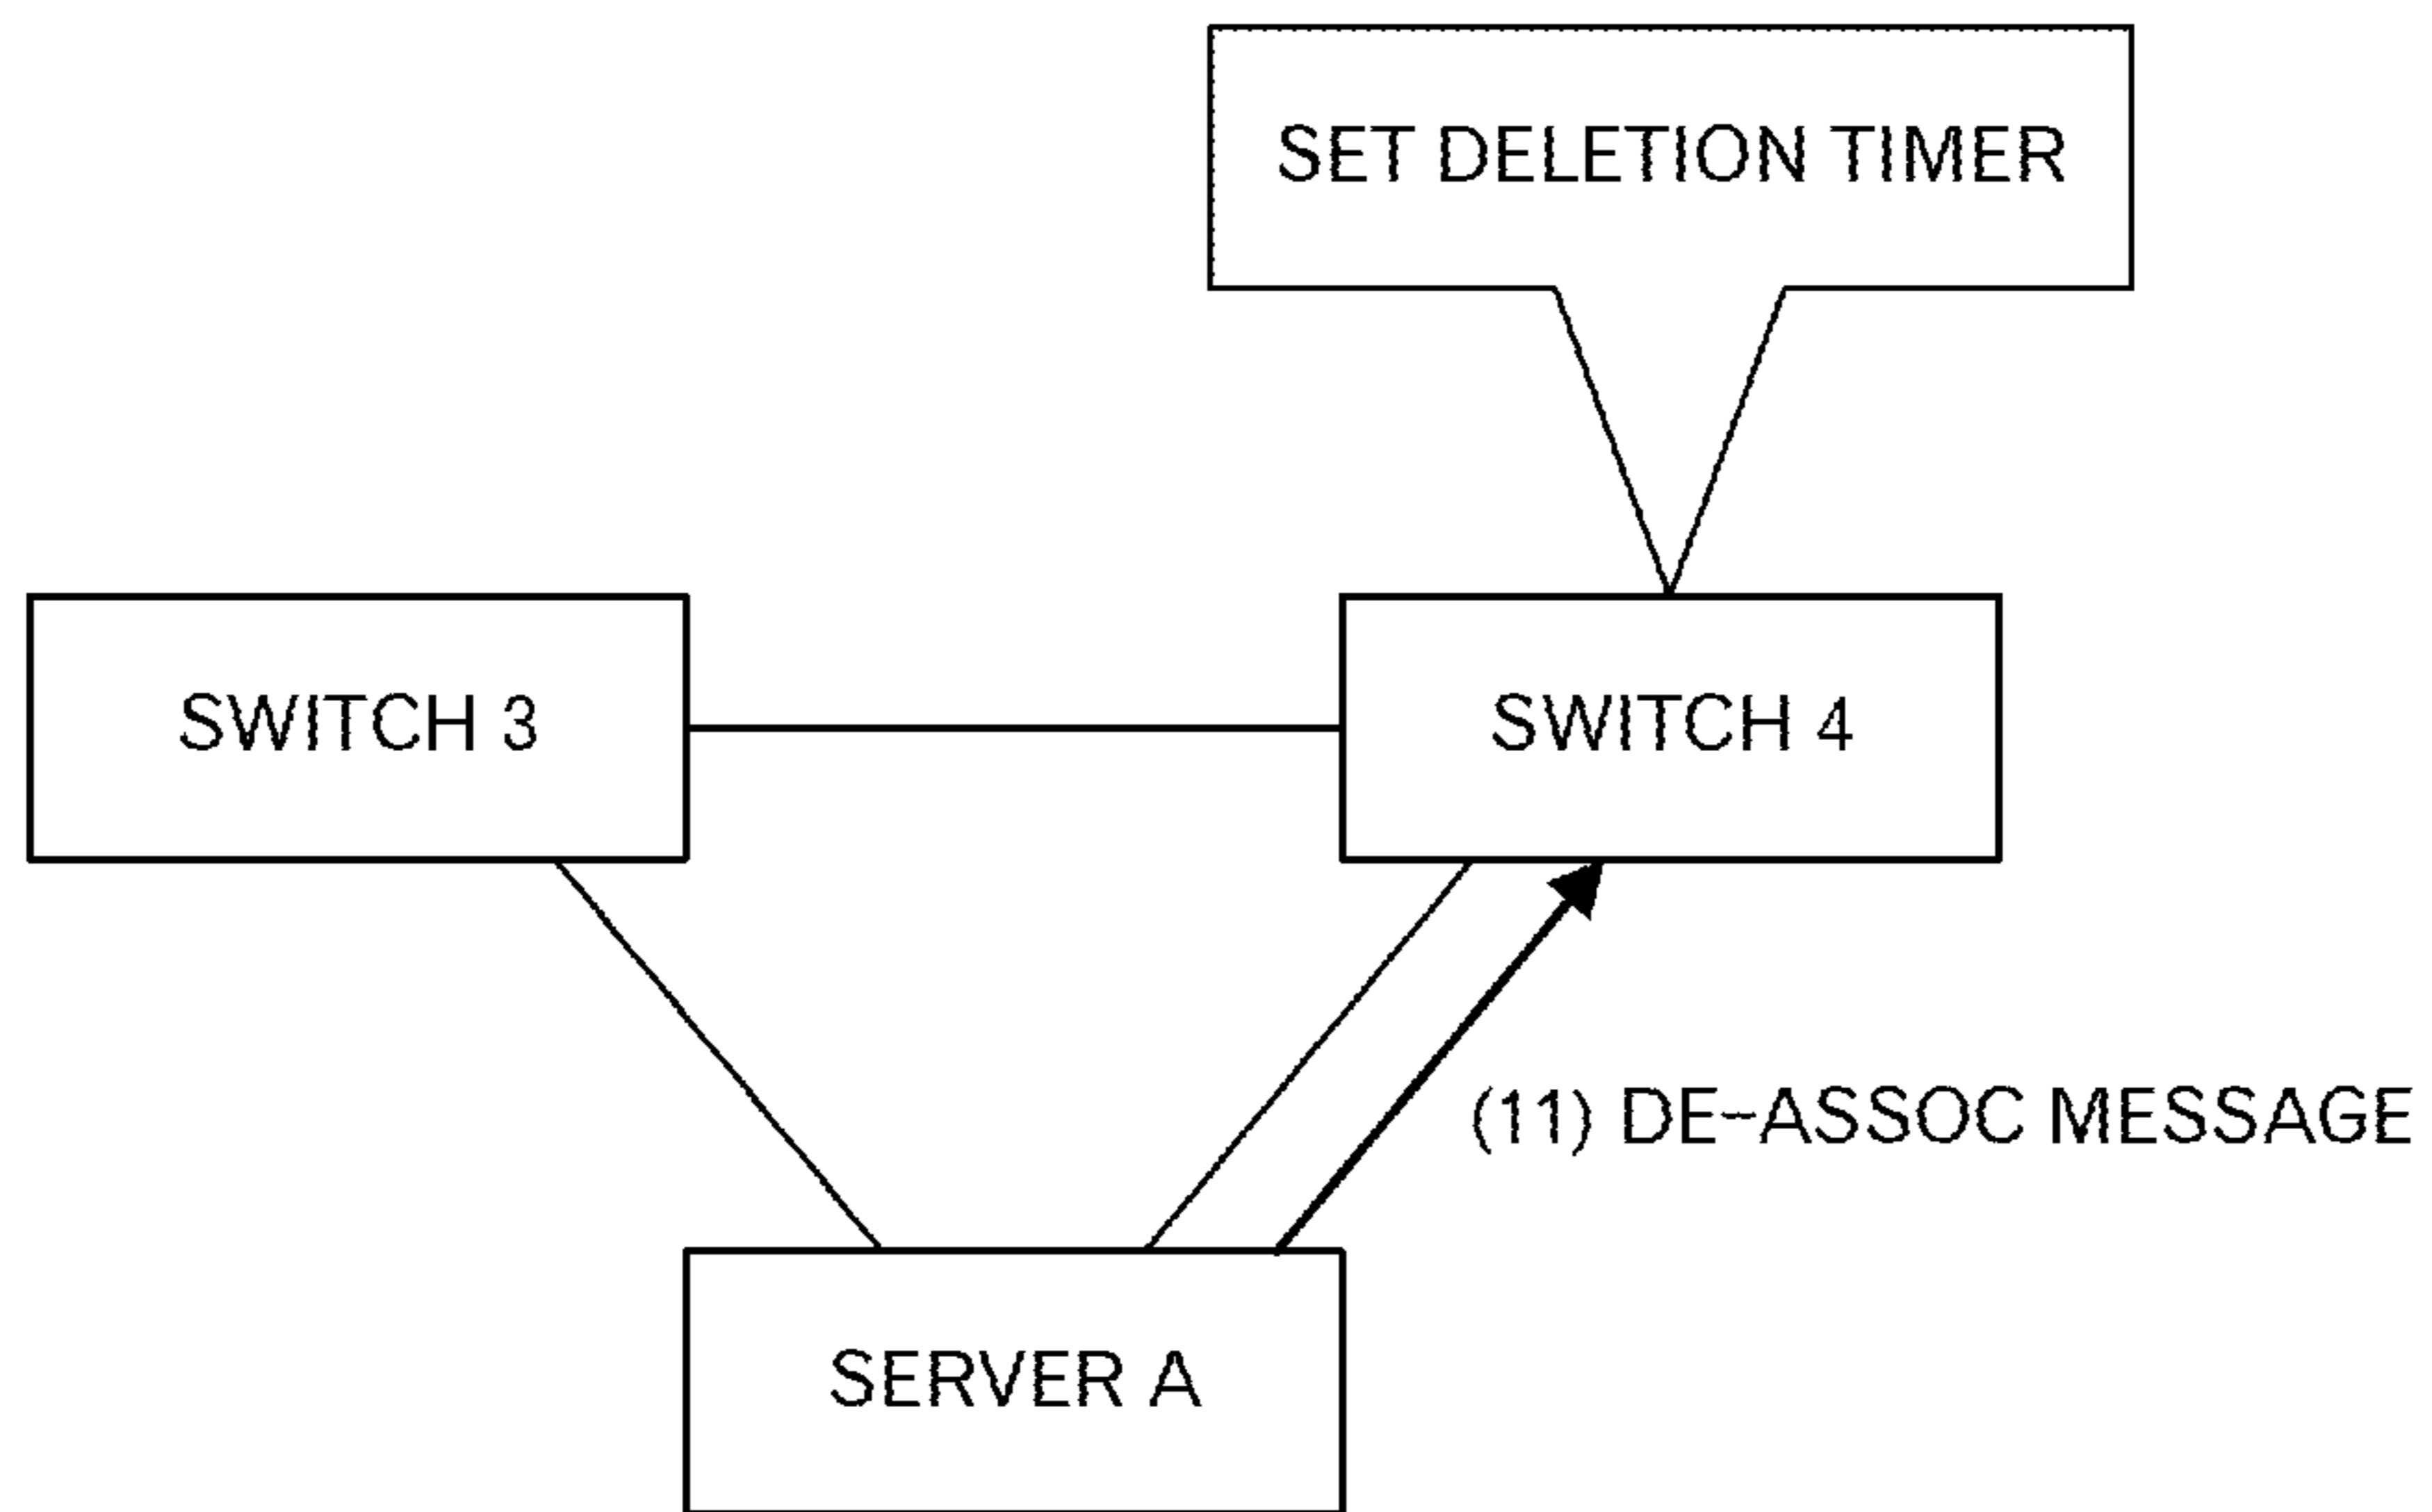 SET DELETION TIMER
SWITCH 3
SWITCH 4
(11) DE-ASSOC MESSAGE
SERVER A